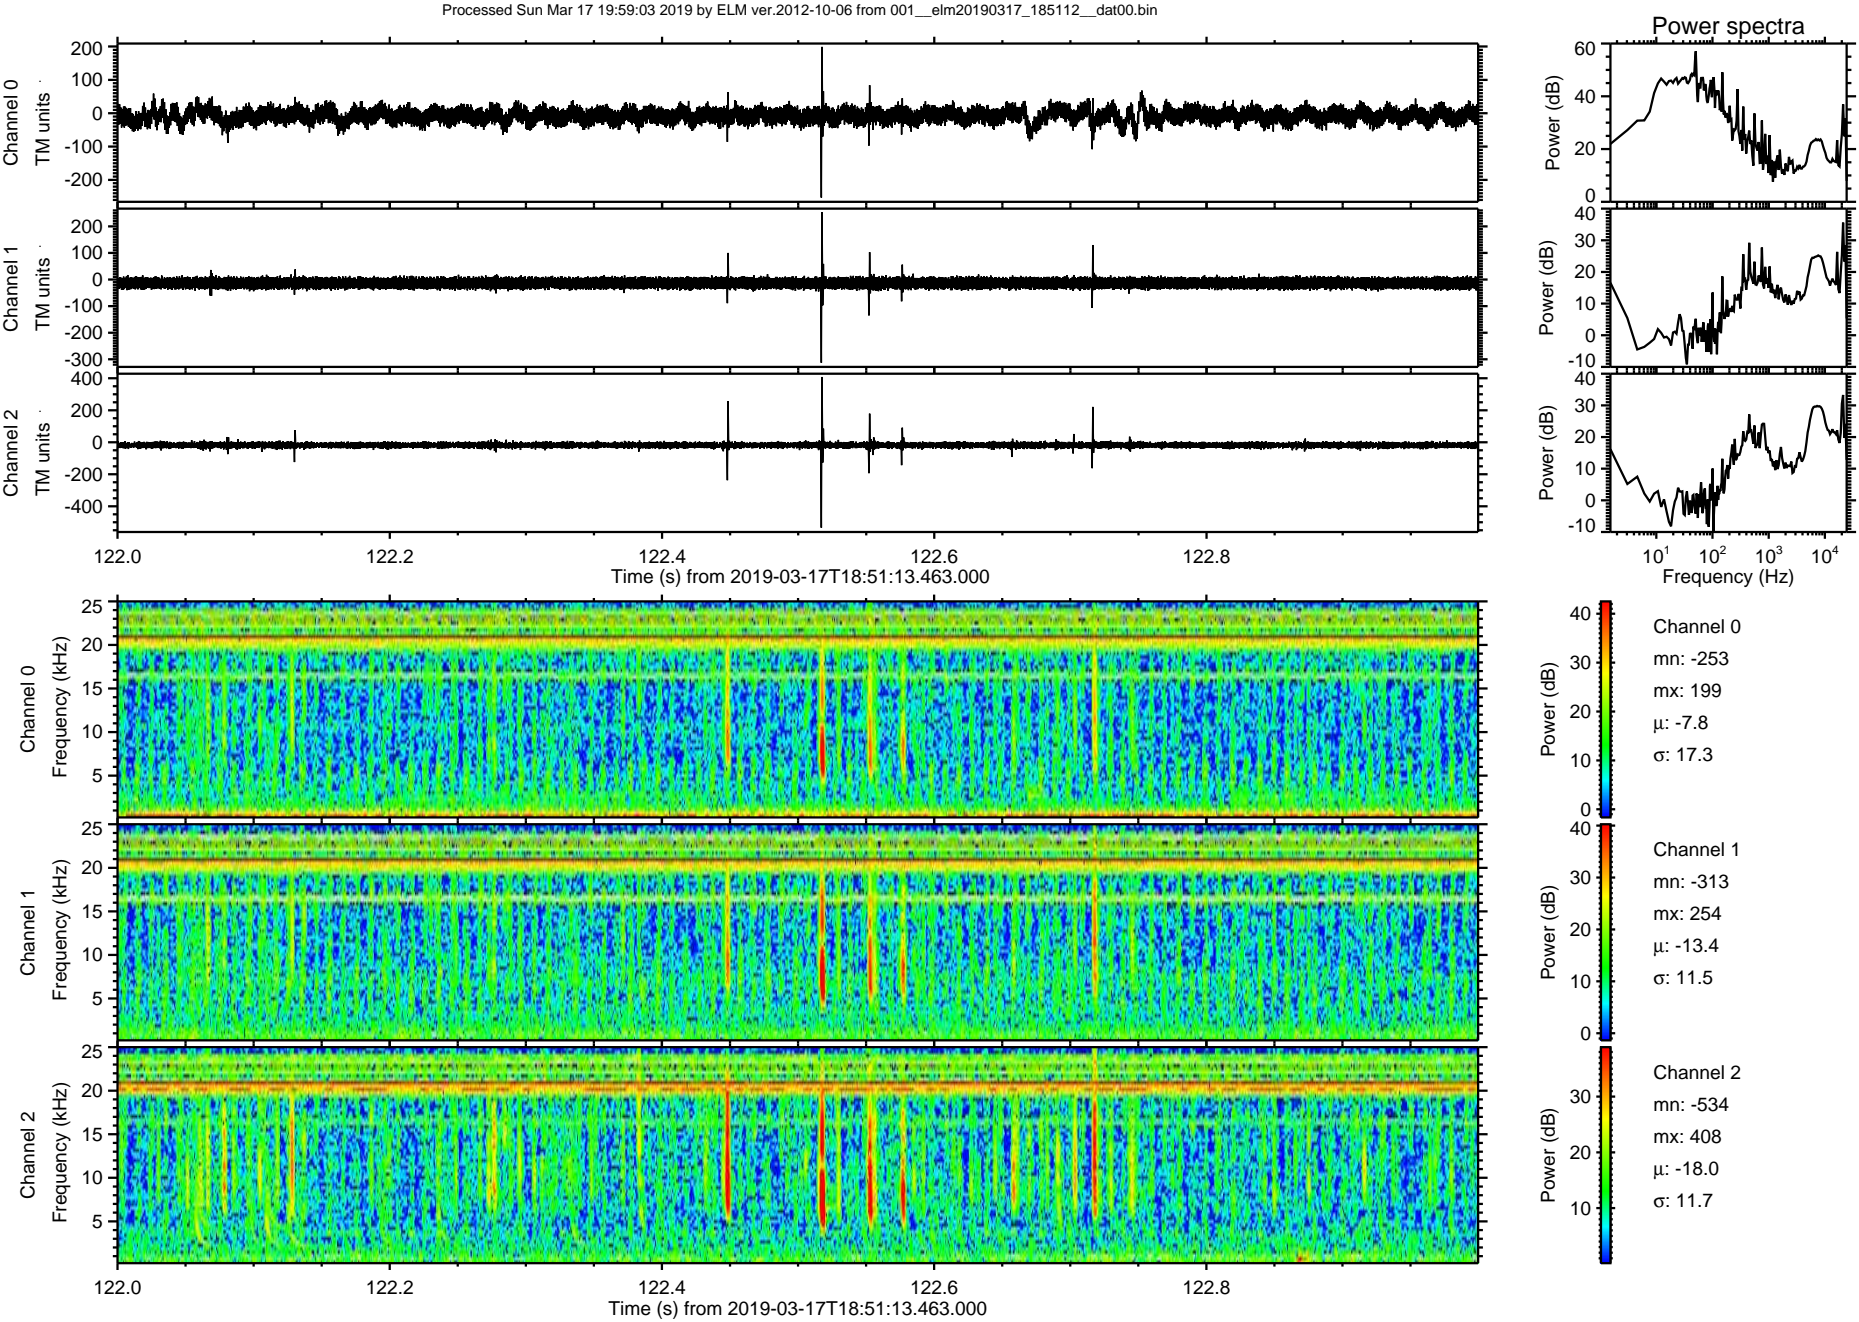 Processed Sun Mar 17 19:59:03 2019 by ELM ver.2012-10-06 from 001__elm20190317_185112__dat00.bin
Power spectra
Channel 0
TM units
200
100
0
-100
-200
Power (dB)
60
40
20
0
Channel 1
TM units
200
100
0
-100
-200
-300
Power (dB)
40
30
20
10
0
-10
Channel 2
TM units
400
200
0
-200
-400
Power (dB)
40
30
20
10
0
-10
122.0 122.2 122.4 122.6 122.8
Time (s) from 2019-03-17T18:51:13.463.000
10¹ 10² 10³ 10⁴
Frequency (Hz)
Channel 0
Frequency (kHz)
25
20
15
10
5
Power (dB)
40
30
20
10
0
Channel 0
mn: -253
mx: 199
µ: -7.8
σ: 17.3
Channel 1
Frequency (kHz)
25
20
15
10
5
Power (dB)
40
30
20
10
0
Channel 1
mn: -313
mx: 254
µ: -13.4
σ: 11.5
Channel 2
Frequency (kHz)
25
20
15
10
5
Power (dB)
30
20
10
Channel 2
mn: -534
mx: 408
µ: -18.0
σ: 11.7
122.0 122.2 122.4 122.6 122.8
Time (s) from 2019-03-17T18:51:13.463.000